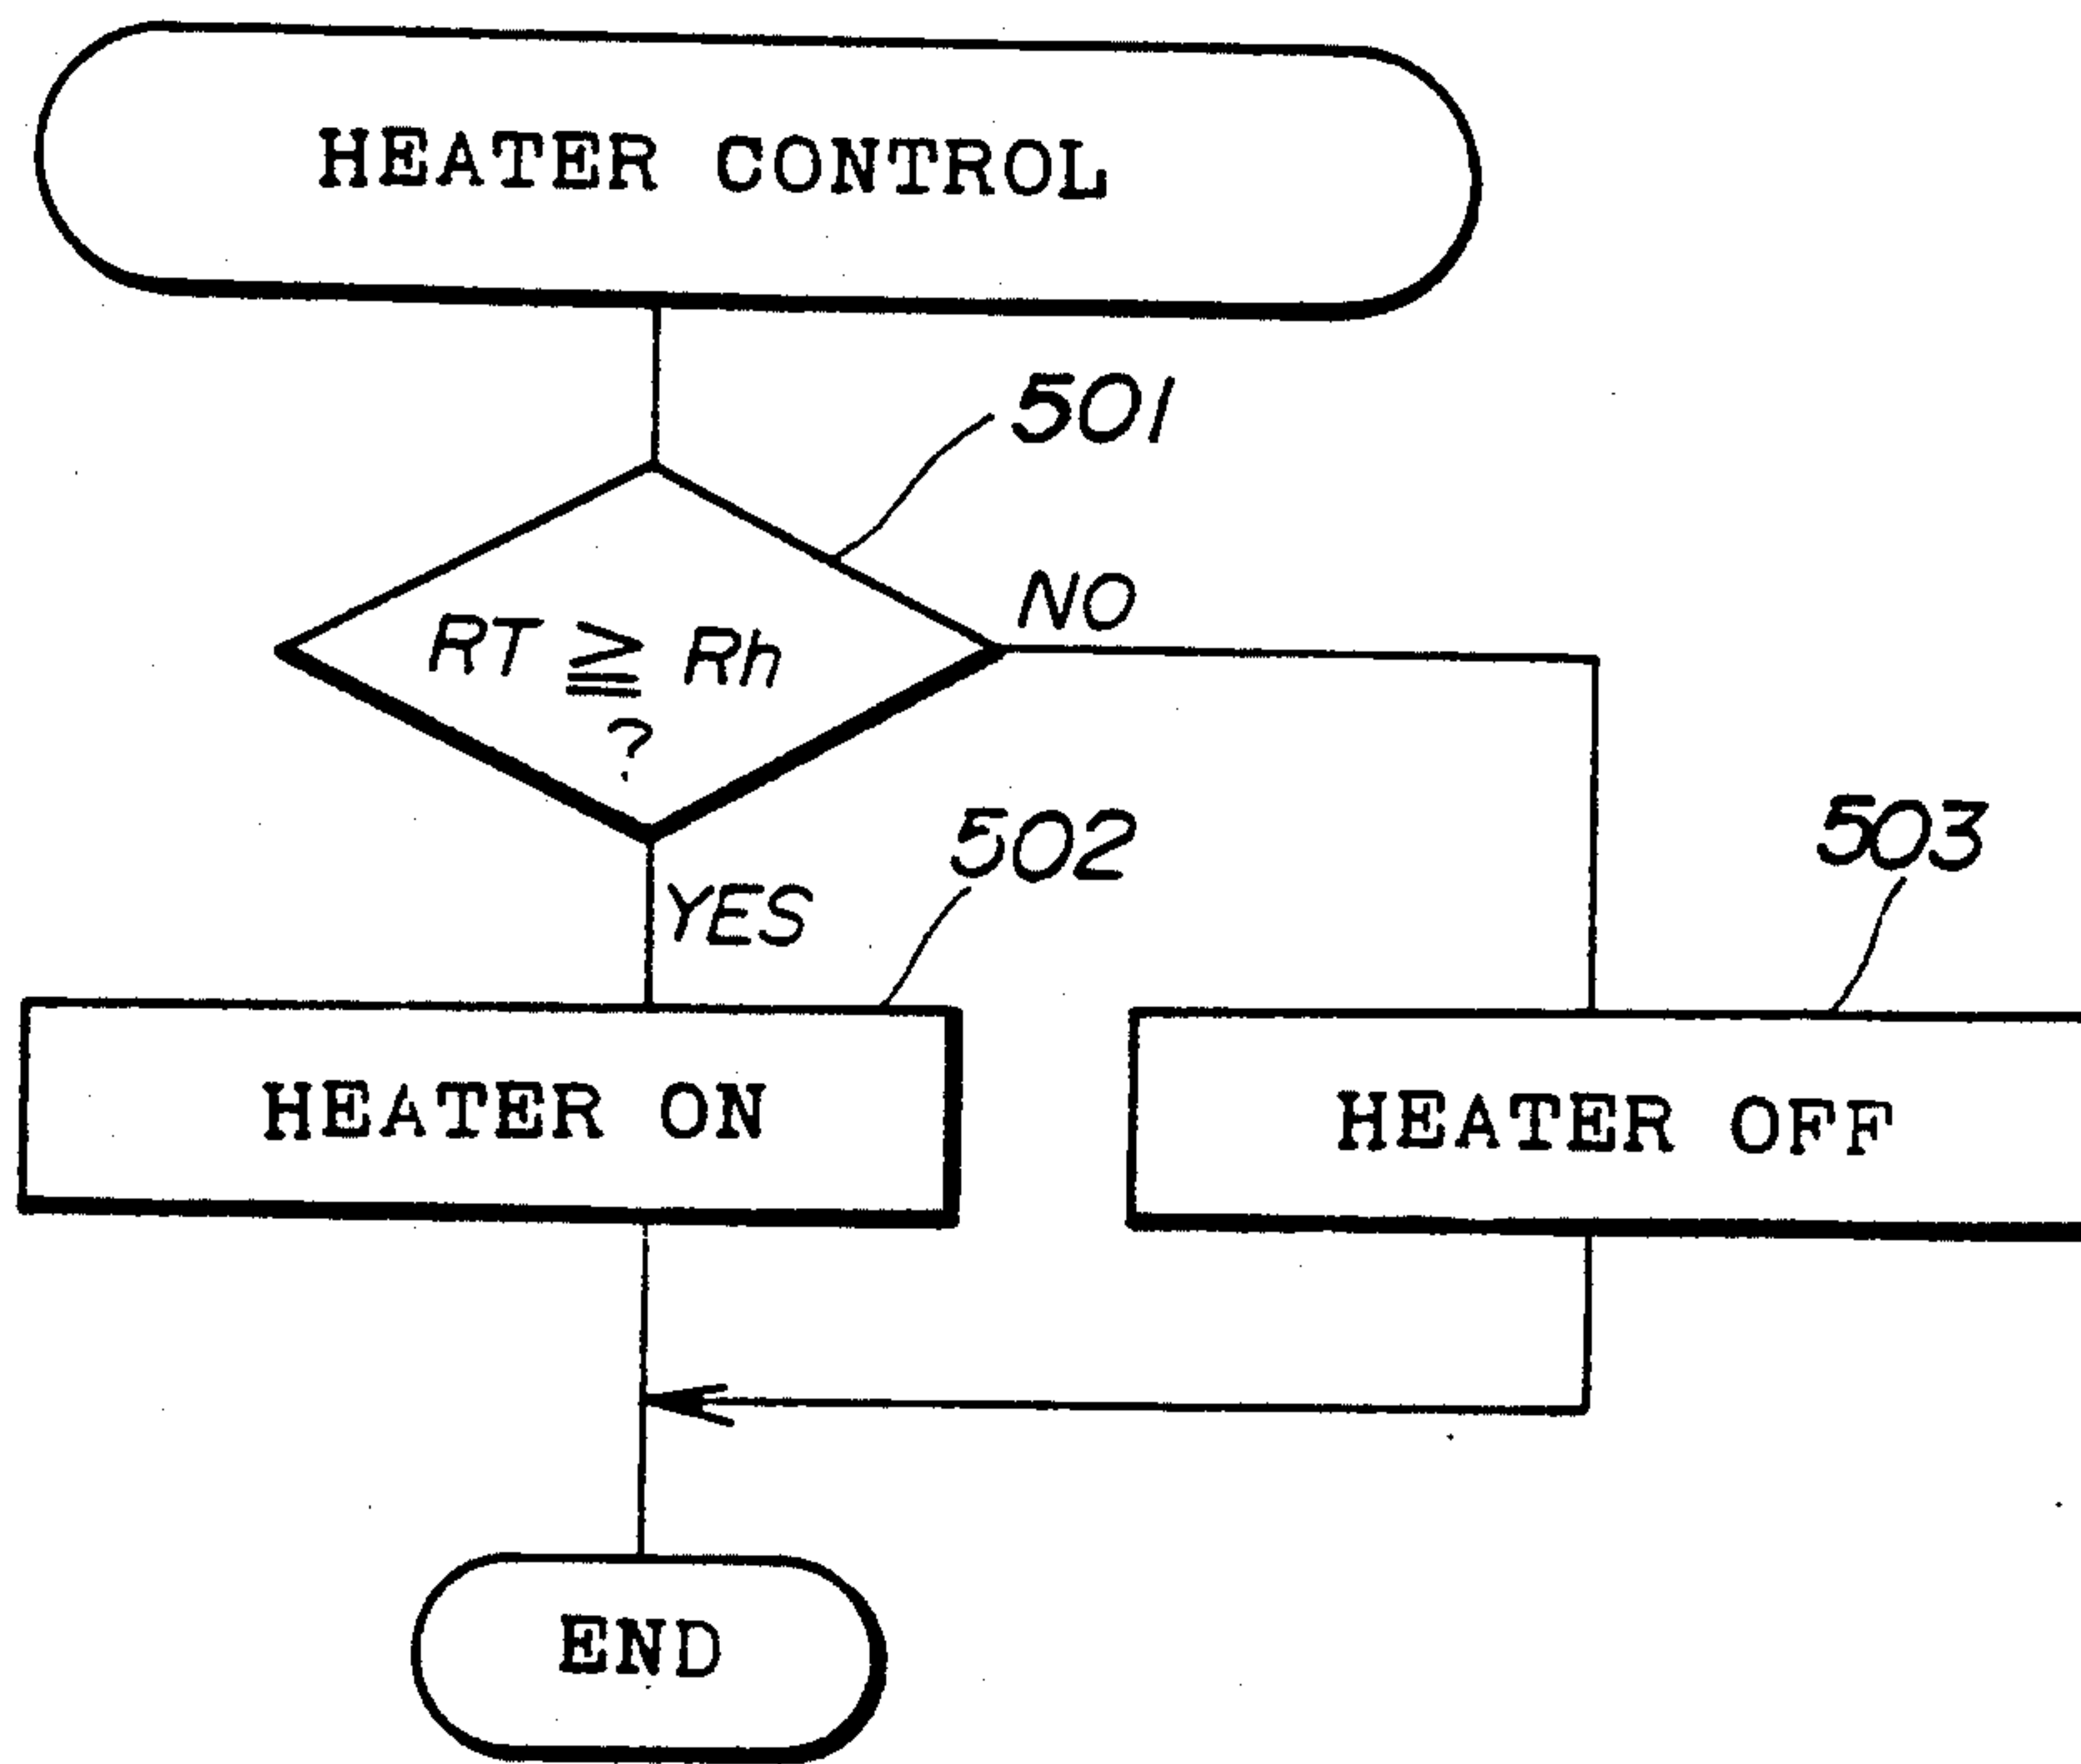 HEATER CONTROL
501
NO
RT ≧ Rh
?
YES
502
503
HEATER ON
HEATER OFF
END